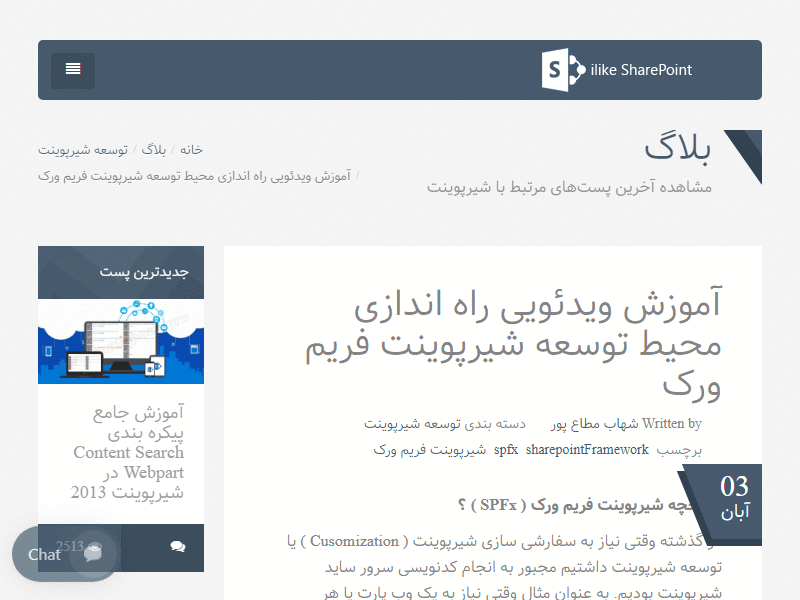 ilike SharePoint
بلاگ
مشاهده آخرین پست‌های مرتبط با شیرپوینت
خانه / بلاگ / توسعه شیرپوینت
/ آموزش ویدئویی راه اندازی محیط توسعه شیرپوینت فریم ورک
آموزش ویدئویی راه اندازی
محیط توسعه شیرپوینت فریم
ورک
Written by شهاب مطاع پور دسته بندی توسعه شیرپوینت
برچسب spfx sharepointFramework شیرپوینت فریم ورک
03
آبان
شیرپوینت فریم ورک ( SPFx ) ؟
گذشته وقتی نیاز به سفارشی سازی شیرپوینت ( Cusomization ) یا
توسعه شیرپوینت داشتیم مجبور به انجام کدنویسی سرور ساید
شیرپوینت بودیم. به عنوان مثال وقتی نیاز به یک وب پارت یا هر
جدیدترین پست
آموزش جامع
پیکره بندی
Content Search
Webpart در
شیرپوینت 2013
2513
Chat